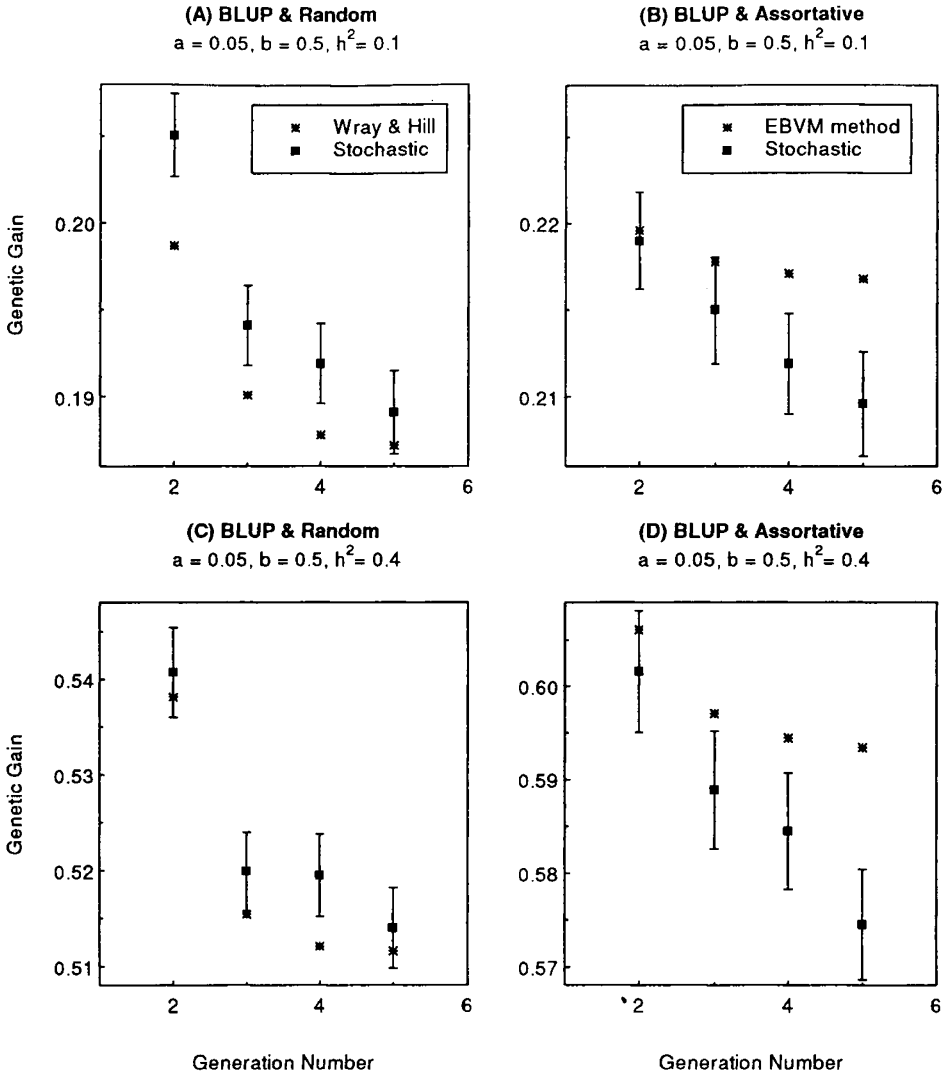 (A) BLUP & Random
a = 0.05, b = 0.5, h²= 0.1
(B) BLUP & Assortative
a = 0.05, b = 0.5, h²= 0.1
Genetic Gain
0.20
0.19
Wray & Hill
Stochastic
2
4
6
0.22
0.21
EBVM method
Stochastic
2
4
6
(C) BLUP & Random
a = 0.05, b = 0.5, h²= 0.4
(D) BLUP & Assortative
a = 0.05, b = 0.5, h²= 0.4
Genetic Gain
0.54
0.53
0.52
0.51
2
4
6
Generation Number
0.60
0.59
0.58
0.57
2
4
6
Generation Number